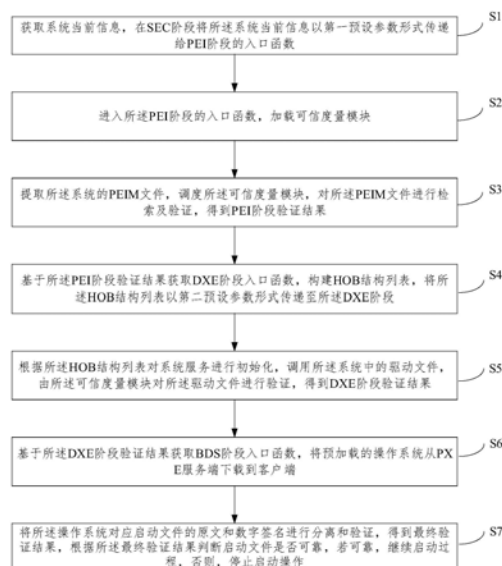 获取系统当前信息，在SEC阶段将所述系统当前信息以第一预设参数形式传递
给PEI阶段的入口函数
S1
进入所述PEI阶段的入口函数，加载可信度量模块
S2
提取所述系统的PEIM文件，调度所述可信度量模块，对所述PEIM文件进行检
索及验证，得到PEI阶段验证结果
S3
基于所述PEI阶段验证结果获取DXE阶段入口函数，构建HOB结构列表，将所
述HOB结构列表以第二预设参数形式传递至所述DXE阶段
S4
根据所述HOB结构列表对系统服务进行初始化，调用所述系统中的驱动文件，
由所述可信度量模块对所述驱动文件进行验证，得到DXE阶段验证结果
S5
基于所述DXE阶段验证结果获取BDS阶段入口函数，将预加载的操作系统从PX
E服务端下载到客户端
S6
将所述操作系统对应启动文件的原文和数字签名进行分离和验证，得到最终
验证结果，根据所述最终验证结果判断启动文件是否可靠，若可靠，继续启动过
程，否则，停止启动操作
S7